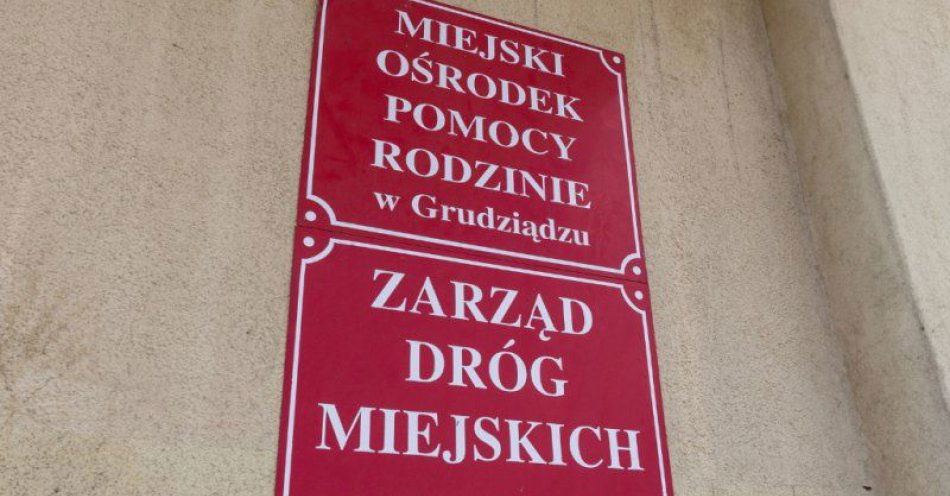 MIEJSKI
OŚRODEK
POMOCY
RODZINIE
w Grudziądzu
ZARZĄD
DRÓG
MIEJSKICH